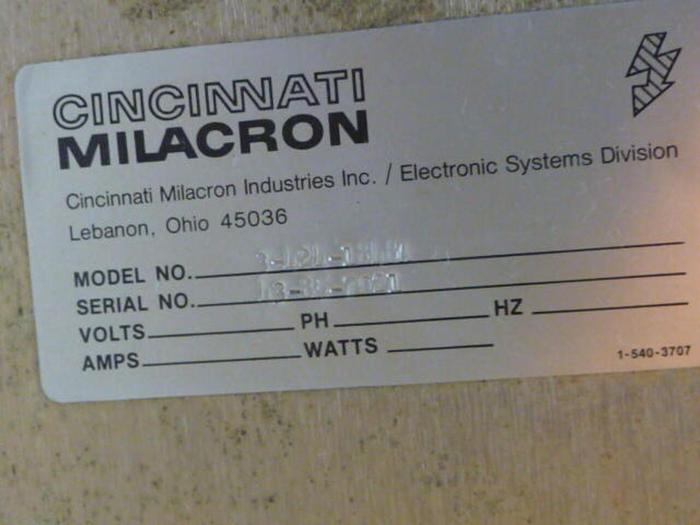 CINCINNATI
MILACRON
Cincinnati Milacron Industries Inc. / Electronic Systems Division
Lebanon, Ohio 45036
MODEL NO.
SERIAL NO.
VOLTS PH HZ
AMPS WATTS
1-540-3707